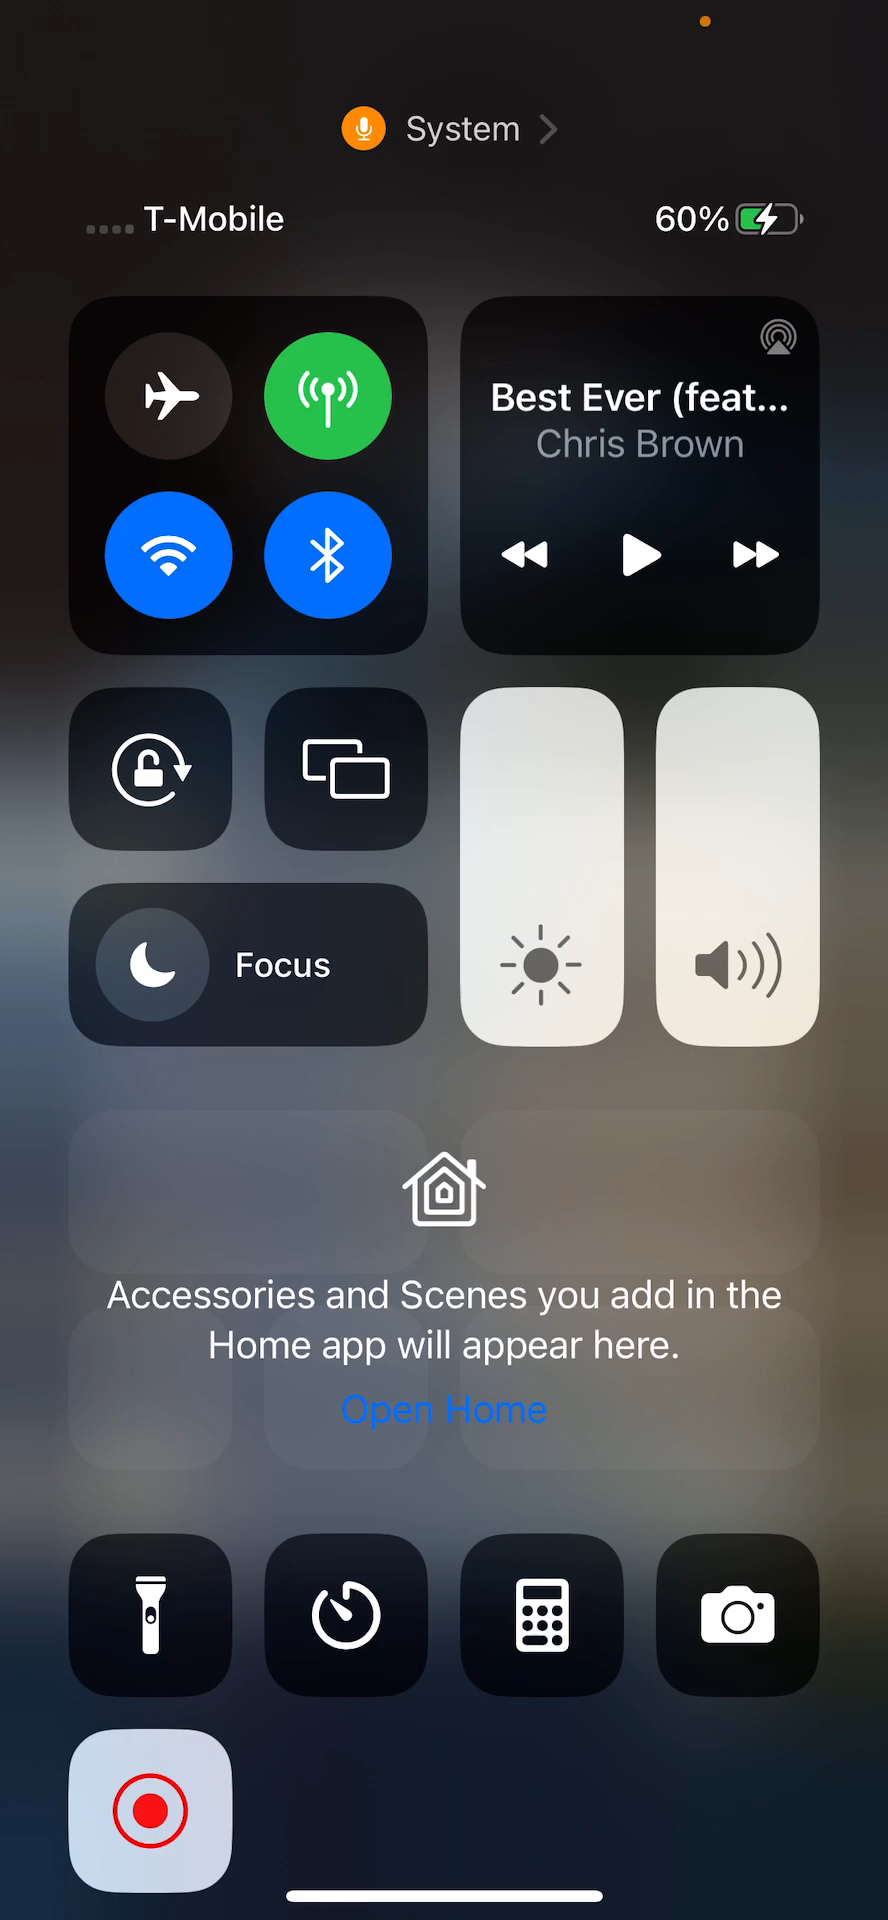 System
T-Mobile
60%
Best Ever (feat...
Chris Brown
Focus
Accessories and Scenes you add in the
Home app will appear here.
Open Home